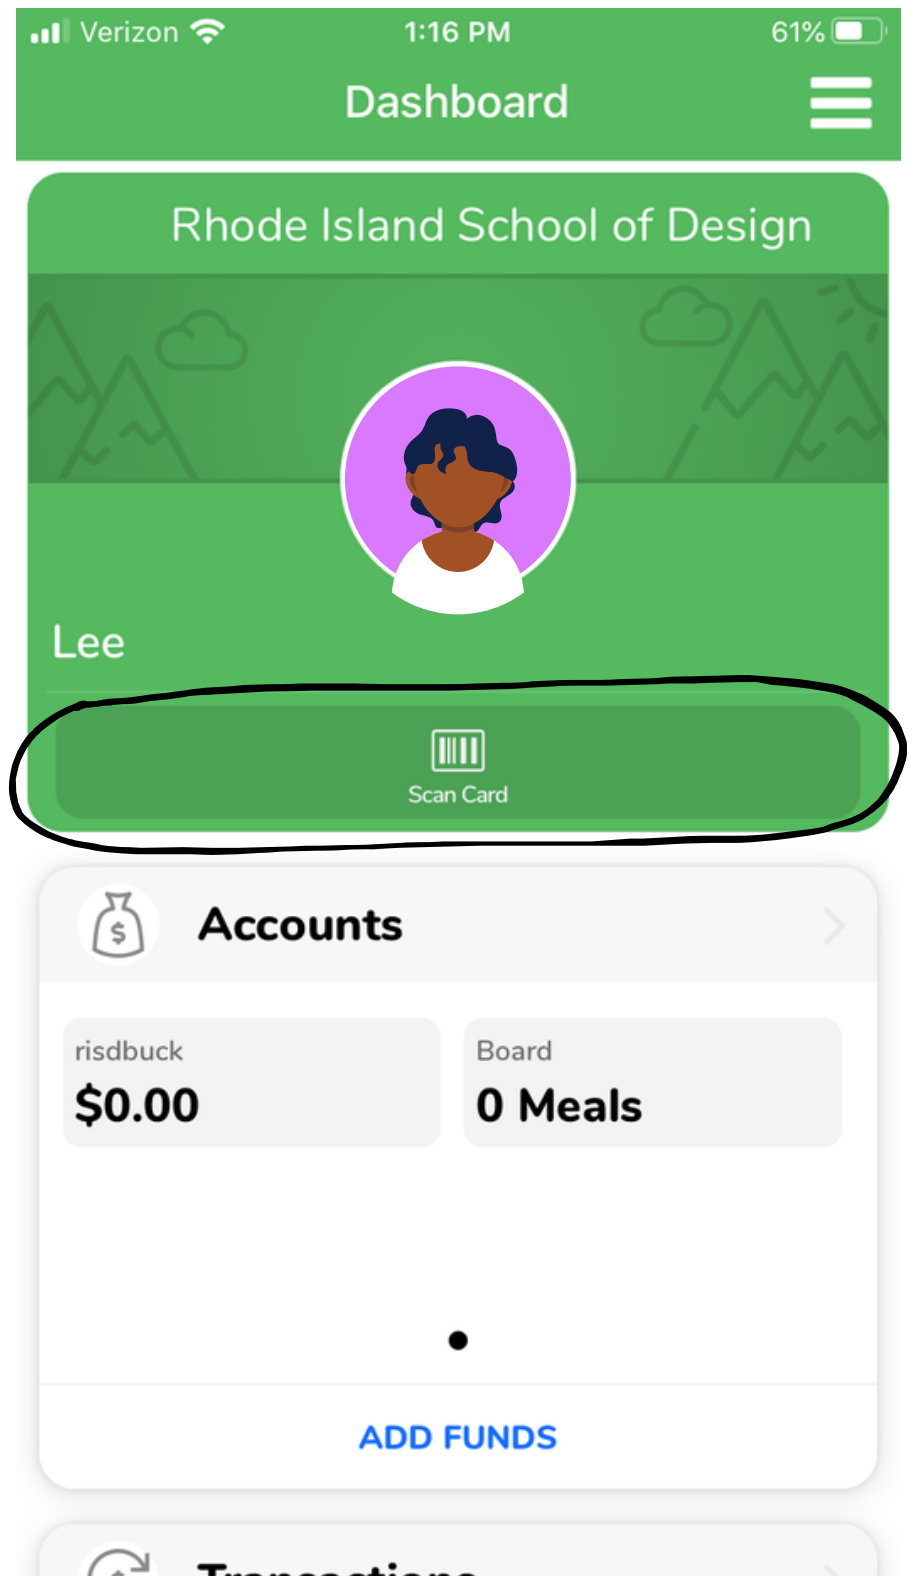 Verizon 1:16 PM 61%
Dashboard
Rhode Island School of Design
Lee
Scan Card
$
Accounts
risdbuck Board
$0.00 0 Meals
ADD FUNDS
Transactions